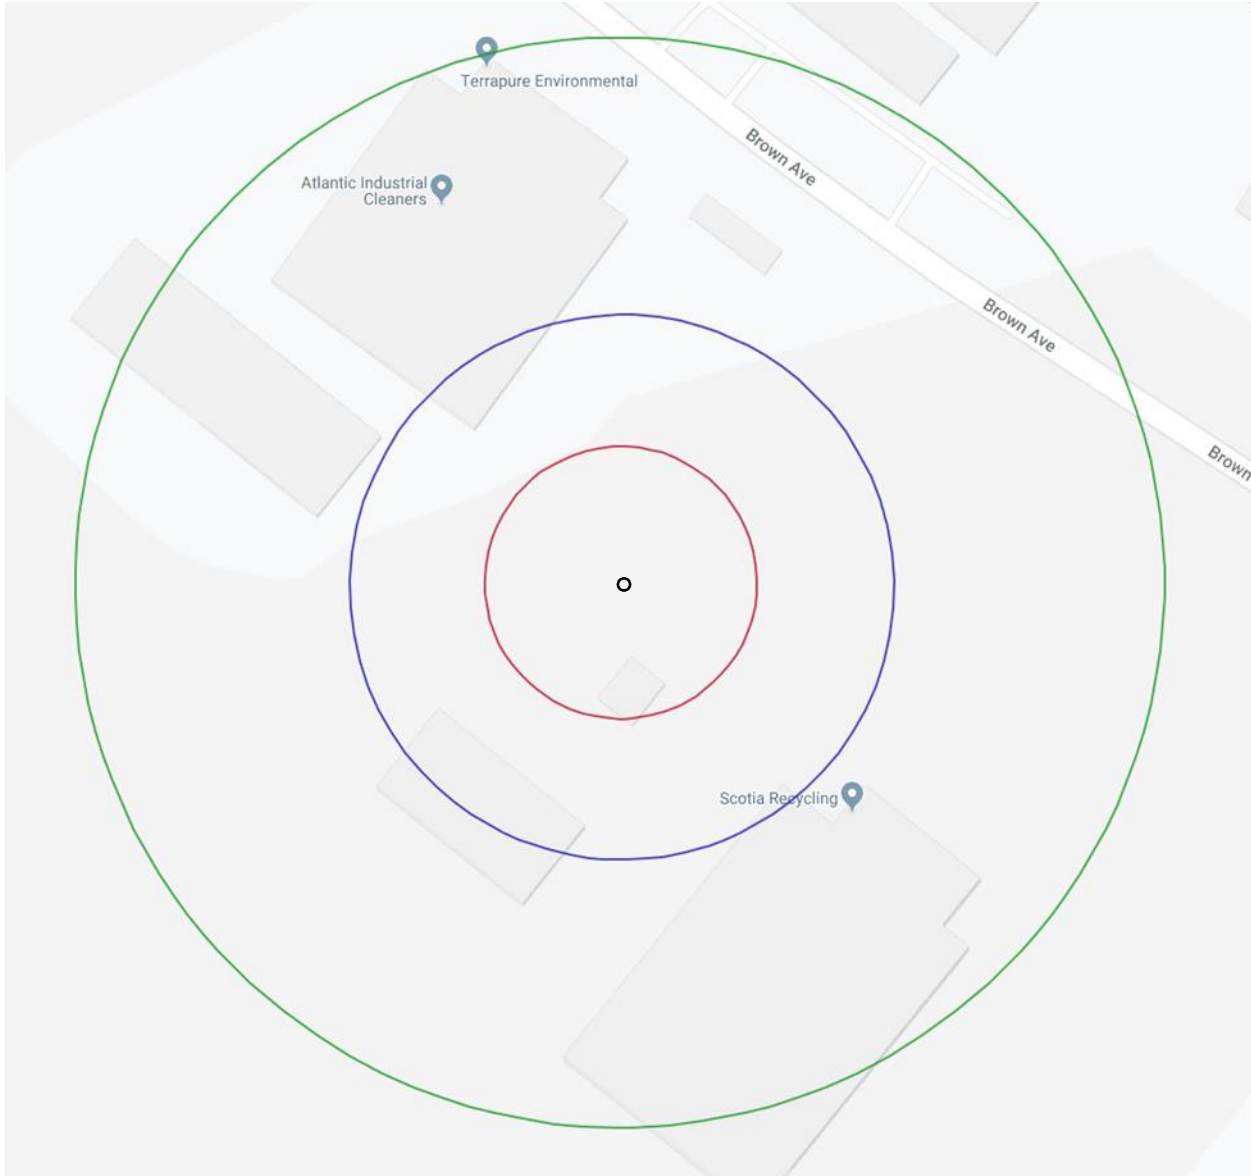 Terrapure Environmental
Brown Ave
Atlantic Industrial
Cleaners
Brown Ave
Brown
Scotia Recycling